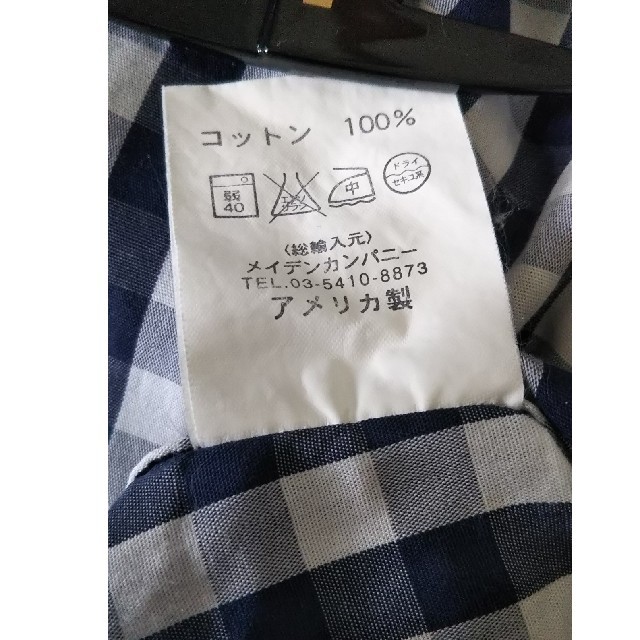 コットン 100%
弱
40
エンソ
サラシ
中
ドライ
セキユ系
〈総輸入元〉
メイデンカンパニー
TEL.03-5410-8873
アメリカ製